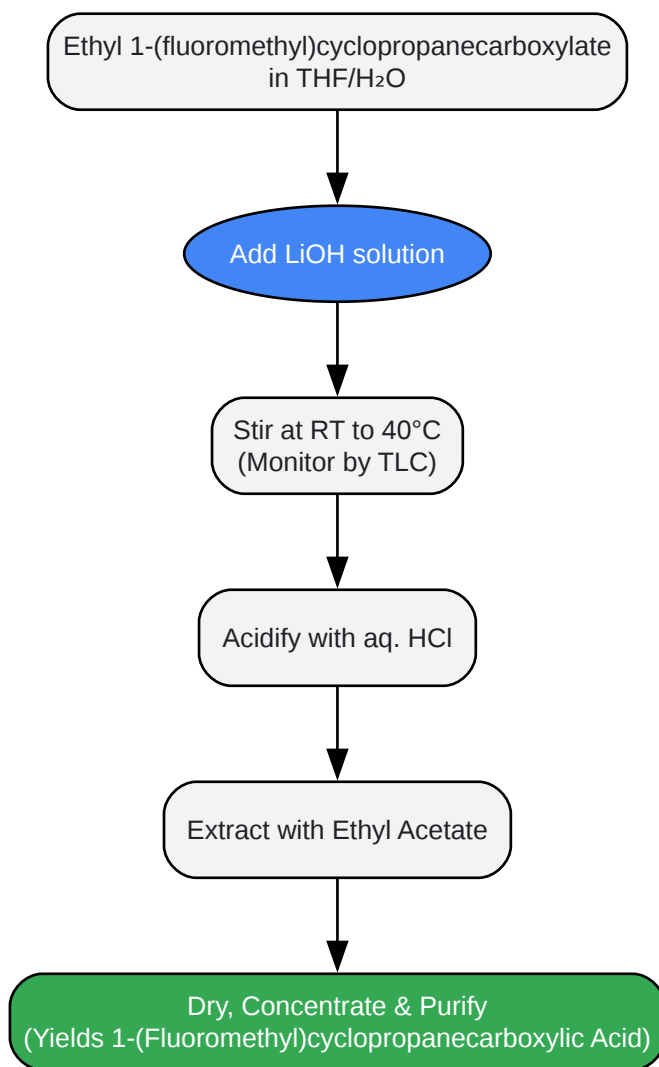 Ethyl 1-(fluoromethyl)cyclopropanecarboxylate
in THF/H₂O
Add LiOH solution
Stir at RT to 40°C
(Monitor by TLC)
Acidify with aq. HCl
Extract with Ethyl Acetate
Dry, Concentrate & Purify
(Yields 1-(Fluoromethyl)cyclopropanecarboxylic Acid)